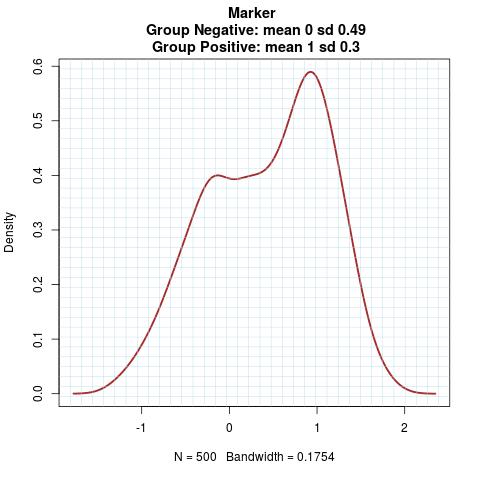 Marker
Group Negative: mean 0 sd 0.49
Group Positive: mean 1 sd 0.3
Density
0.6
0.5
0.4
0.3
0.2
0.1
0.0
-1 0 1 2
N = 500 Bandwidth = 0.1754